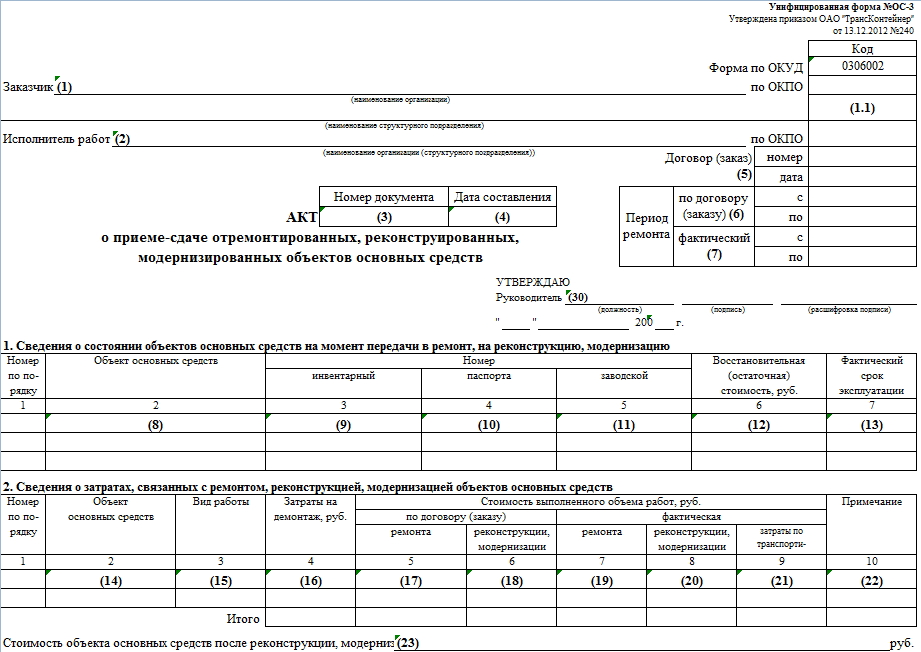 Унифицированная форма №ОС-3
Утверждена приказом ОАО "ТрансКонтейнер"
от 13.12.2012 №240
Код
Форма по ОКУД 0306002
Заказчик (1) по ОКПО
(наименование организации)
(1.1)
(наименование структурного подразделения)
Исполнитель работ (2) по ОКПО
(наименование организации (структурного подразделения))
Договор (заказ) номер
(5) дата
Номер документа Дата составления
АКТ (3) (4)
Период ремонта
по договору (заказу) (6) с
по
фактический (7) с
по
о приеме-сдаче отремонтированных, реконструированных,
модернизированных объектов основных средств
УТВЕРЖДАЮ
Руководитель (30)
(должность) (подпись) (расшифровка подписи)
" " 200 г.
1. Сведения о состоянии объектов основных средств на момент передачи в ремонт, на реконструкцию, модернизацию
Номер Объект основных средств Номер Восстановительная Фактический
по по- инвентарный паспорта заводской (остаточная) срок
рядку стоимость, руб. эксплуатации
1 2 3 4 5 6 7
(8) (9) (10) (11) (12) (13)
2. Сведения о затратах, связанных с ремонтом, реконструкцией, модернизацией объектов основных средств
Номер Объект Вид работы Затраты на Стоимость выполненного объема работ, руб. Примечание
по по- основных средств демонтаж, руб. по договору (заказу) фактическая
рядку ремонта реконструкции, ремонта реконструкции, затраты по
модернизации модернизации транспорти-
1 2 3 4 5 6 7 8 9 10
(14) (15) (16) (17) (18) (19) (20) (21) (22)
Итого
Стоимость объекта основных средств после реконструкции, модерниз (23) руб.